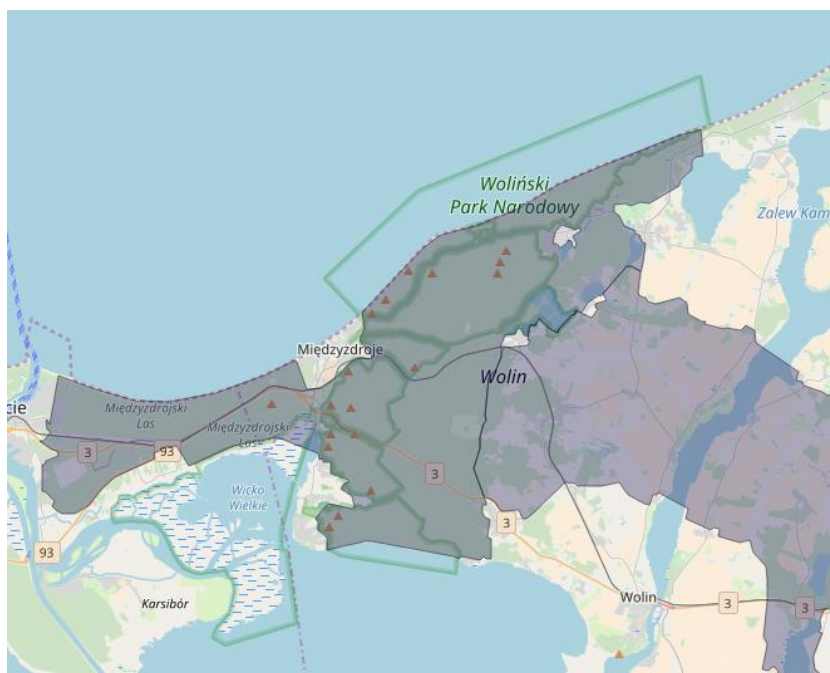 Woliński
Park Narodowy
Zalew Kam
Międzyzdroje
Wolin
cie
Międzyzdrojski
Las
Międzyzdrojski
Las
3
93
3
Wicko
Wielkie
3
93
Karsibór
Wolin
3
3